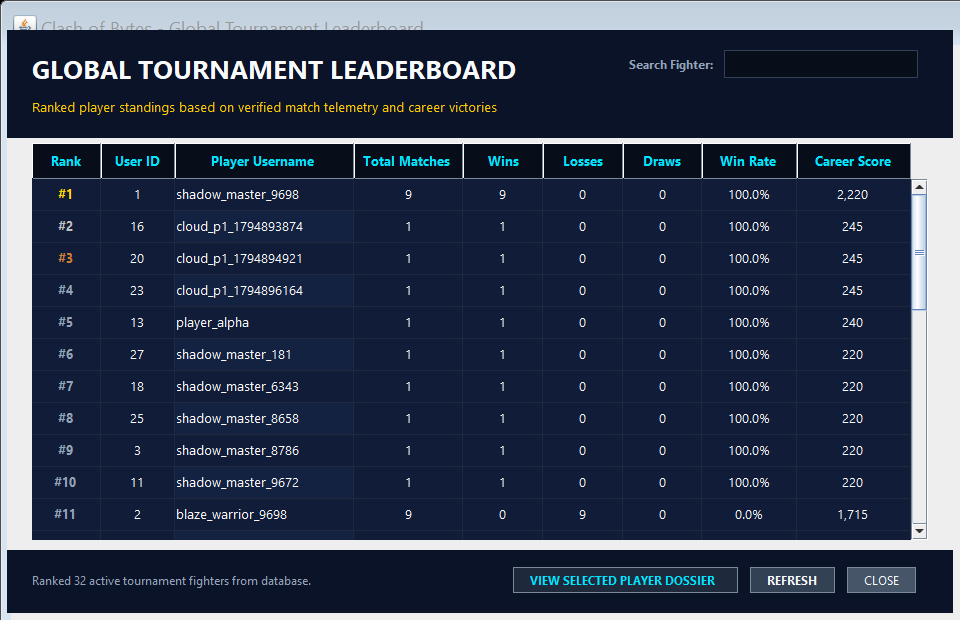 Clash of Bytes - Global Tournament Leaderboard
GLOBAL TOURNAMENT LEADERBOARD
Search Fighter:
Ranked player standings based on verified match telemetry and career victories
Rank User ID Player Username Total Matches Wins Losses Draws Win Rate Career Score
#1 1 shadow_master_9698 9 9 0 0 100.0% 2,220
#2 16 cloud_p1_1794893874 1 1 0 0 100.0% 245
#3 20 cloud_p1_1794894921 1 1 0 0 100.0% 245
#4 23 cloud_p1_1794896164 1 1 0 0 100.0% 245
#5 13 player_alpha 1 1 0 0 100.0% 240
#6 27 shadow_master_181 1 1 0 0 100.0% 220
#7 18 shadow_master_6343 1 1 0 0 100.0% 220
#8 25 shadow_master_8658 1 1 0 0 100.0% 220
#9 3 shadow_master_8786 1 1 0 0 100.0% 220
#10 11 shadow_master_9672 1 1 0 0 100.0% 220
#11 2 blaze_warrior_9698 9 0 9 0 0.0% 1,715
Ranked 32 active tournament fighters from database.
VIEW SELECTED PLAYER DOSSIER
REFRESH
CLOSE